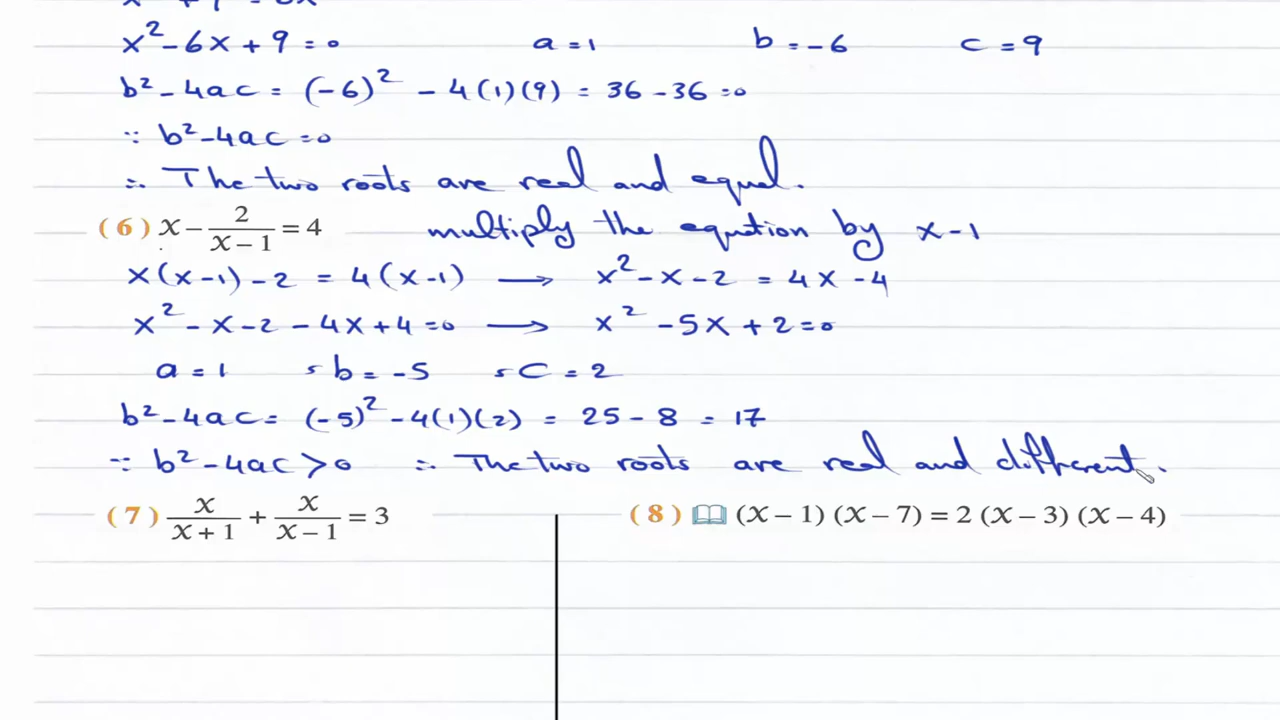 x² - 6x + 9 = 0 a = 1 b = -6 c = 9
b² - 4ac = (-6)² - 4(1)(9) = 36 - 36 = 0
∵ b² - 4ac = 0
∴ The two roots are real and equal.
(6) x - 2/(x - 1) = 4 multiply the equation by x - 1
x(x-1) - 2 = 4(x-1) → x² - x - 2 = 4x - 4
x² - x - 2 - 4x + 4 = 0 → x² - 5x + 2 = 0
a = 1 , b = -5 , c = 2
b² - 4ac = (-5)² - 4(1)(2) = 25 - 8 = 17
∵ b² - 4ac > 0 ∴ The two roots are real and different.
(7) x/(x + 1) + x/(x - 1) = 3
(8) (x - 1) (x - 7) = 2 (x - 3) (x - 4)